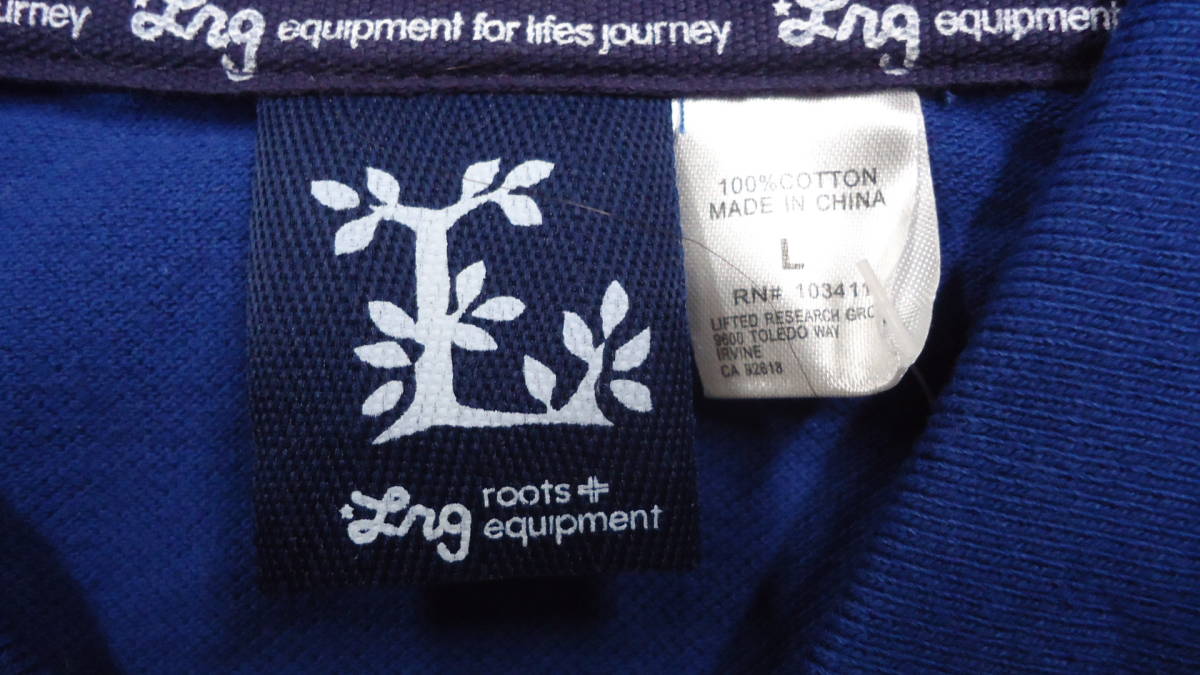 urney Lrg equipment for lifes journey Lrg equipment
Lrg roots+
equipment
100% COTTON
MADE IN CHINA
L
RN# 103411
LIFTED RESEARCH GRO
9600 TOLEDO WAY
IRVINE
CA 92618